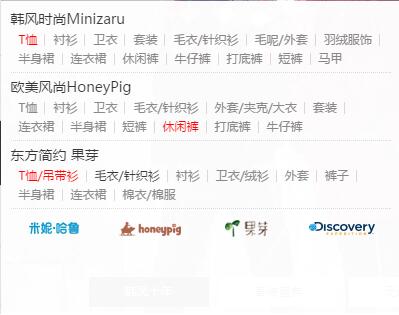 韩风时尚Minizaru
T恤 | 衬衫 | 卫衣 | 套装 | 毛衣/针织衫 | 毛呢/外套 | 羽绒服饰
半身裙 | 连衣裙 | 休闲裤 | 牛仔裤 | 打底裤 | 短裤 | 马甲
欧美风尚HoneyPig
T恤 | 衬衫 | 卫衣 | 毛衣/针织衫 | 外套/夹克/大衣 | 套装
连衣裙 | 半身裙 | 短裤 | 休闲裤 | 打底裤 | 牛仔裤
东方简约 果芽
T恤/吊带衫 | 毛衣/针织衫 | 衬衫 | 卫衣/绒衫 | 外套 | 裤子
半身裙 | 连衣裙 | 棉衣/棉服
米妮·哈鲁 honeypig 果芽 Discovery EXPEDITION